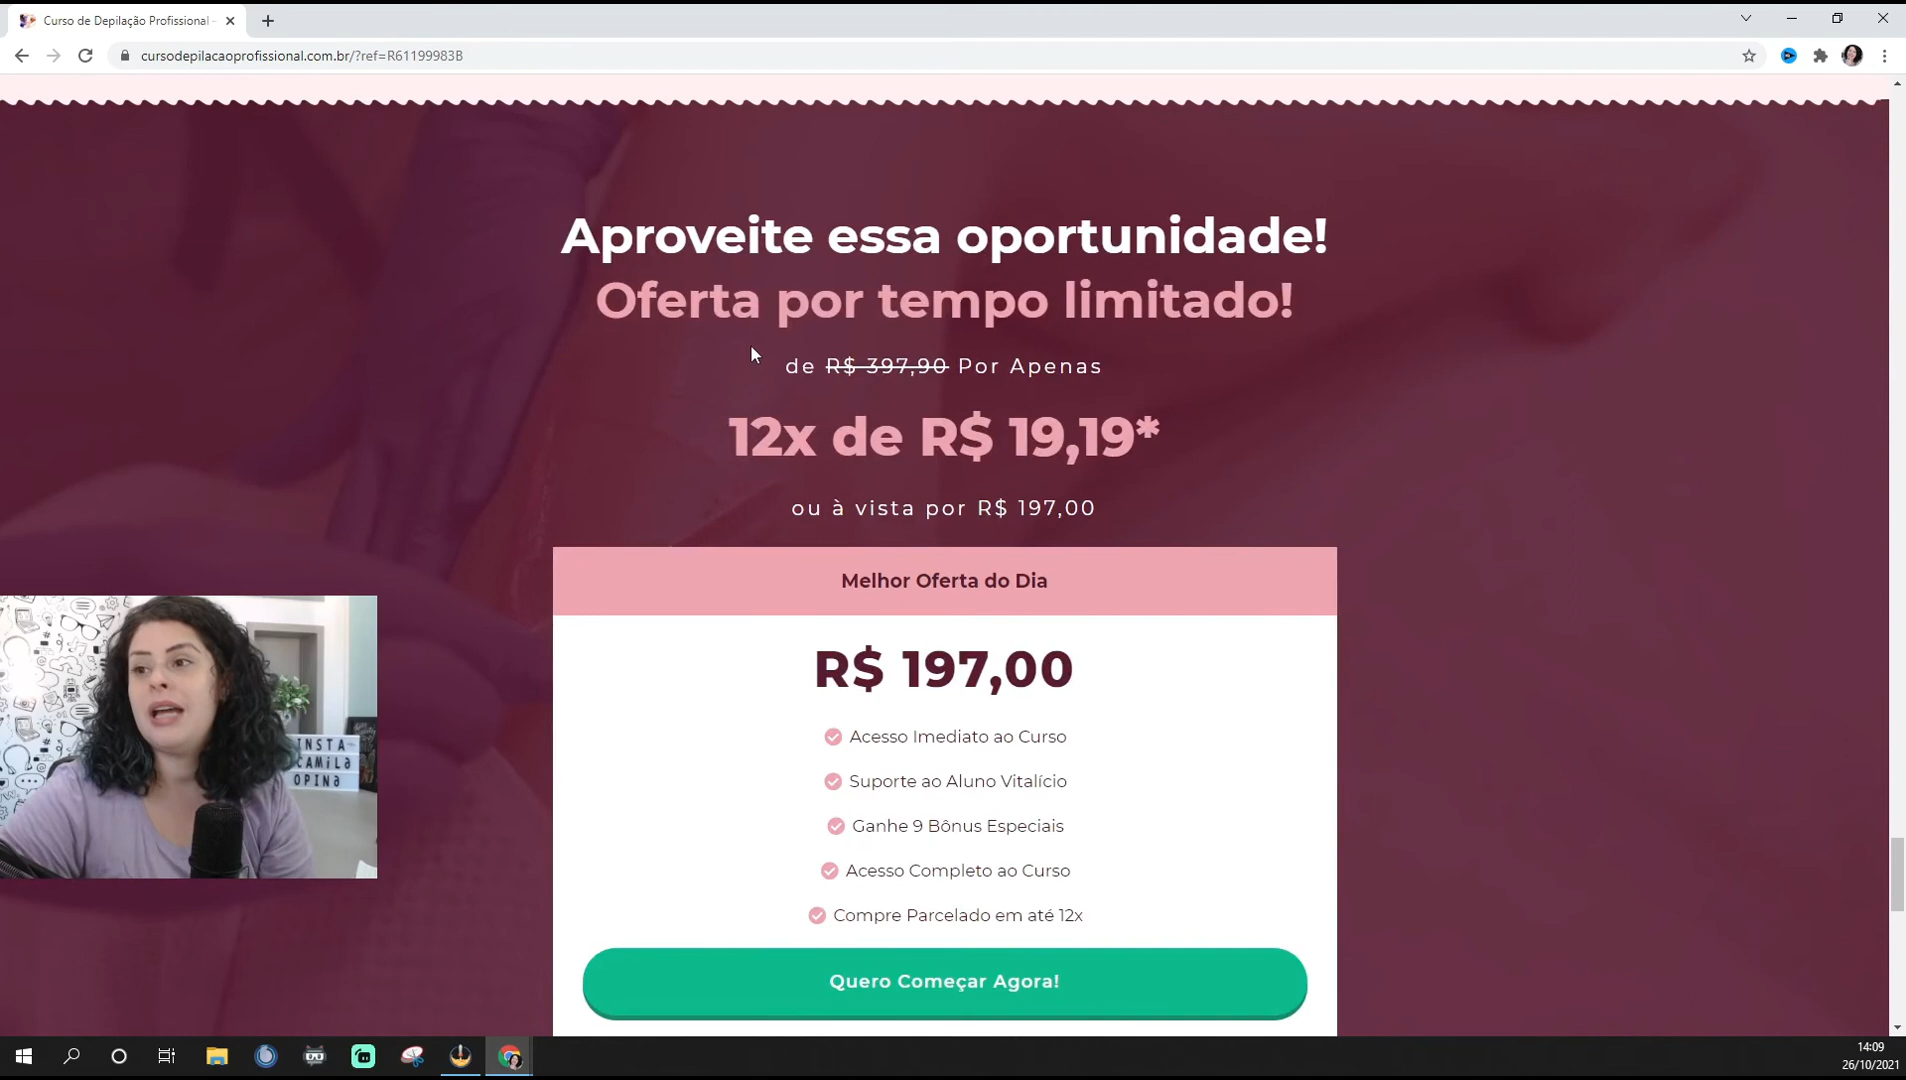 Curso de Depilação Profissional -
cursodepilacaoprofissional.com.br/?ref=R61199983B
Aproveite essa oportunidade!
Oferta por tempo limitado!
de R$ 397,90 Por Apenas
12x de R$ 19,19*
ou à vista por R$ 197,00
Melhor Oferta do Dia
R$ 197,00
Acesso Imediato ao Curso
Suporte ao Aluno Vitalício
Ganhe 9 Bônus Especiais
Acesso Completo ao Curso
Compre Parcelado em até 12x
Quero Começar Agora!
INSTA
CAMILA
OPINA
14:09
26/10/2021